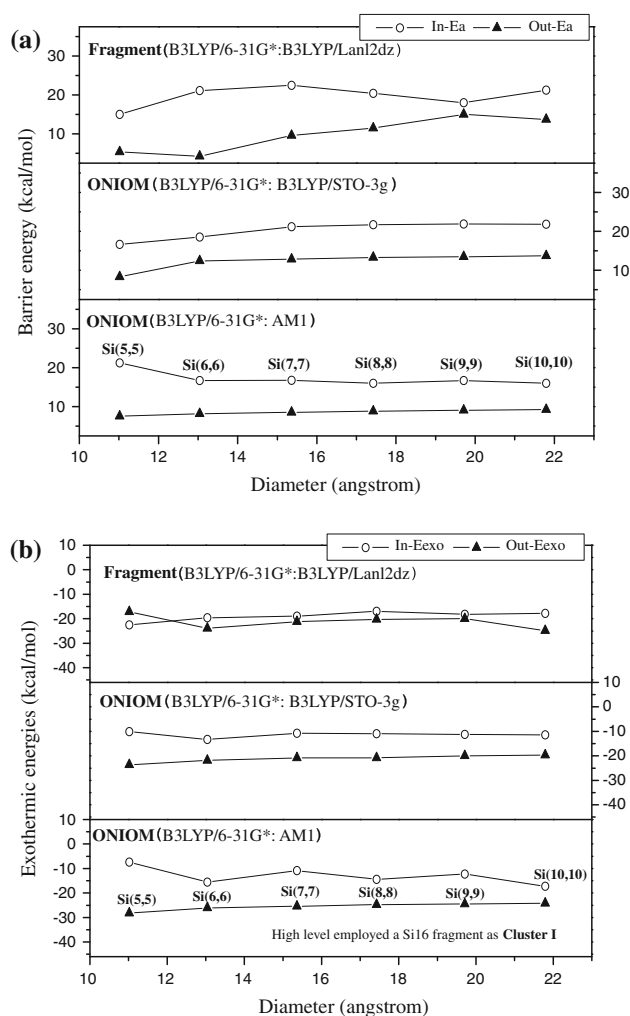 (a)
In-Ea Out-Ea
Fragment(B3LYP/6-31G*:B3LYP/Lanl2dz)
30
20
10
ONIOM(B3LYP/6-31G*: B3LYP/STO-3g)
30
20
10
ONIOM(B3LYP/6-31G*: AM1)
30
20
10
Si(5,5) Si(6,6) Si(7,7) Si(8,8) Si(9,9) Si(10,10)
Barrier energy (kcal/mol)
10 12 14 16 18 20 22
Diameter (angstrom)
(b)
In-Eexo Out-Eexo
Fragment(B3LYP/6-31G*:B3LYP/Lanl2dz)
10
0
-10
-20
-30
-40
ONIOM(B3LYP/6-31G*: B3LYP/STO-3g)
10
0
-10
-20
-30
-40
ONIOM(B3LYP/6-31G*: AM1)
10
0
-10
-20
-30
-40
Si(5,5) Si(6,6) Si(7,7) Si(8,8) Si(9,9) Si(10,10)
High level employed a Si16 fragment as Cluster I
Exothermic energies (kcal/mol)
10 12 14 16 18 20 22
Diameter (angstrom)